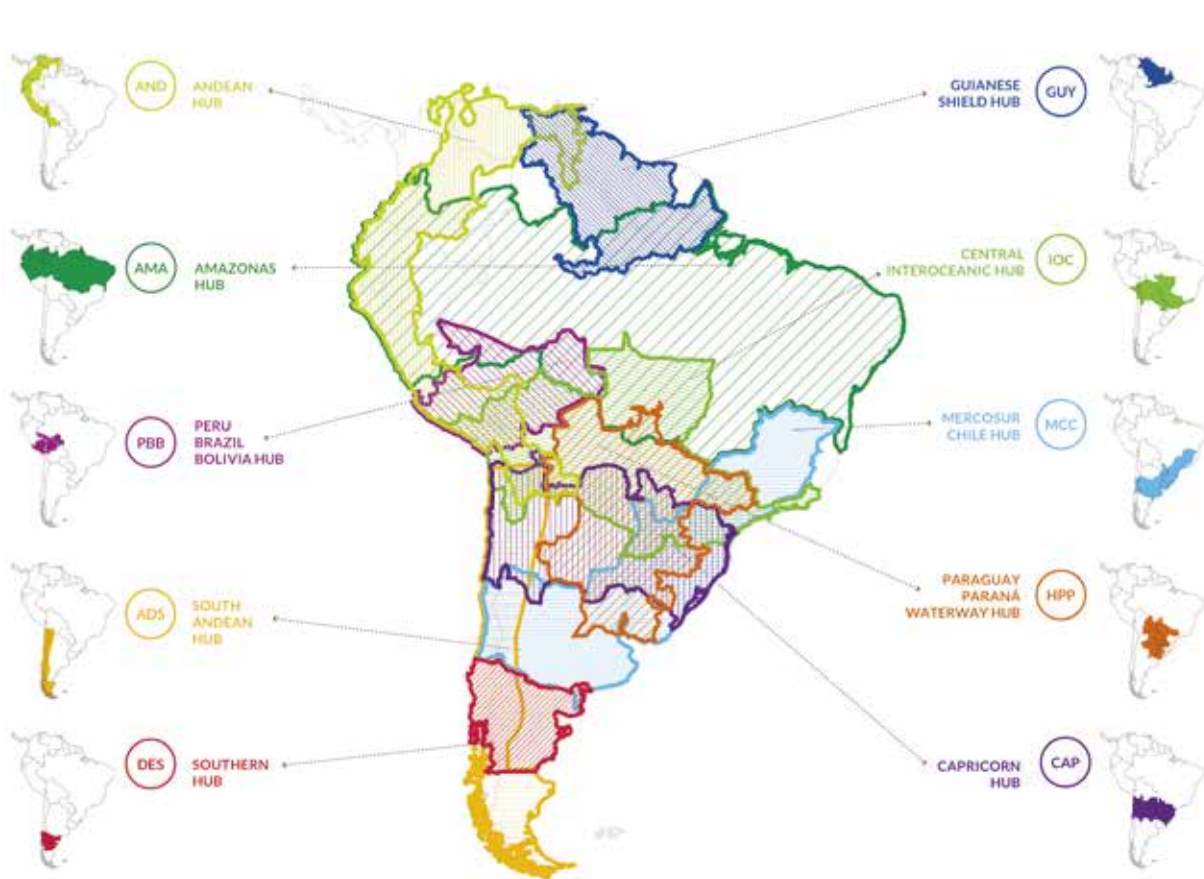 AND
ANDEAN
HUB
GUIANESE
SHIELD HUB
GUY
AMA
AMAZONAS
HUB
CENTRAL
INTEROCEANIC HUB
IOC
PBB
PERU
BRAZIL
BOLIVIA HUB
MERCOSUR
CHILE HUB
MCC
ADS
SOUTH
ANDEAN
HUB
PARAGUAY
PARANÁ
WATERWAY HUB
HPP
DES
SOUTHERN
HUB
CAPRICORN
HUB
CAP